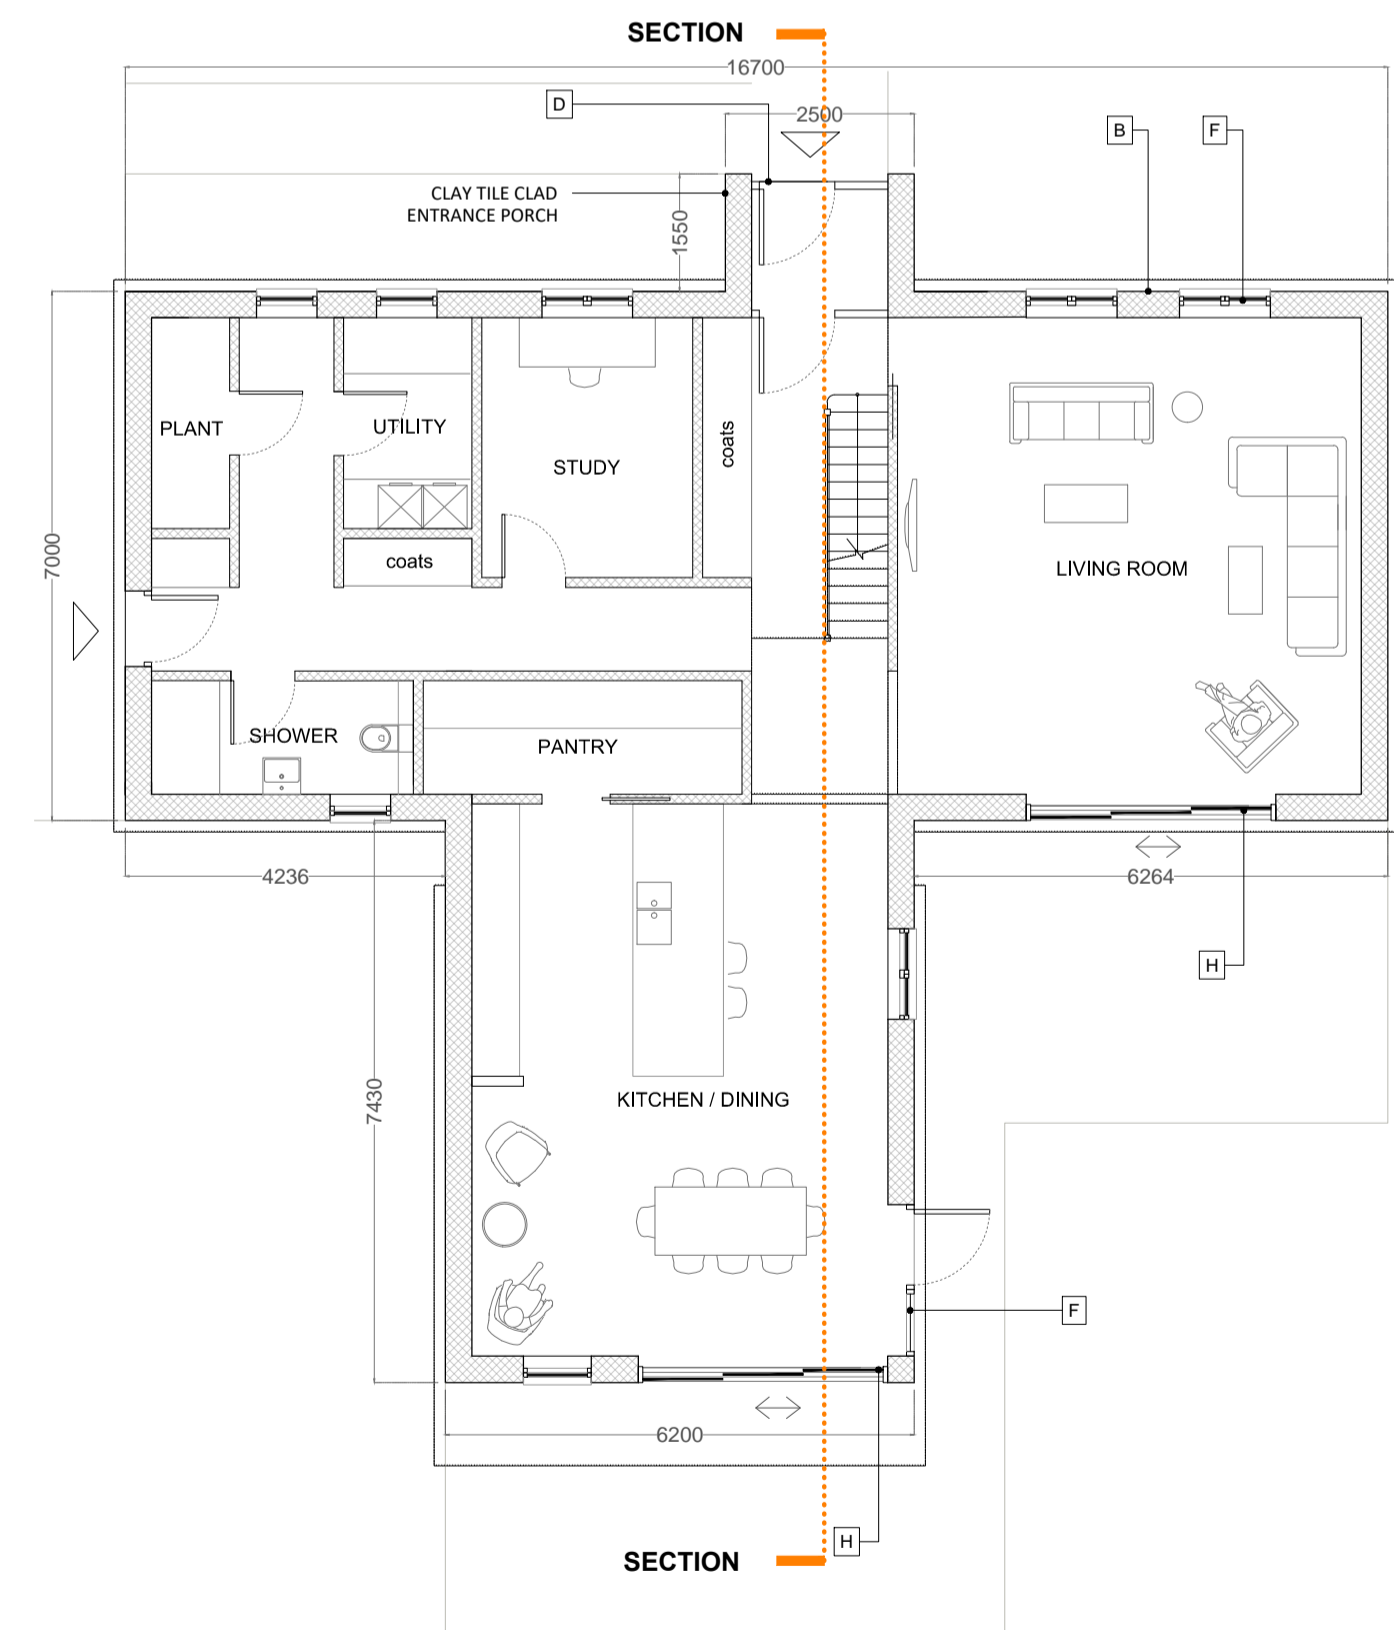 SECTION
16700
D
2500
B
F
CLAY TILE CLAD
ENTRANCE PORCH
1550
PLANT
UTILITY
STUDY
coats
coats
7000
LIVING ROOM
SHOWER
PANTRY
4236
6264
H
7430
KITCHEN / DINING
F
6200
H
SECTION